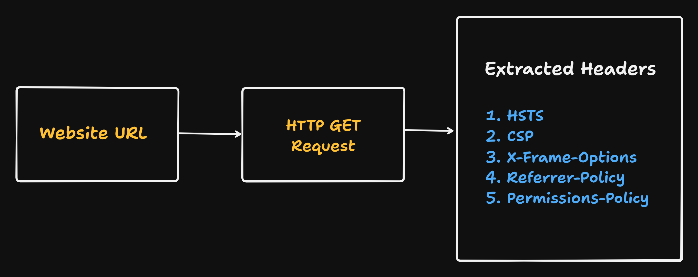 Website URL
HTTP GET
Request
Extracted Headers
1. HSTS
2. CSP
3. X-Frame-Options
4. Referrer-Policy
5. Permissions-Policy